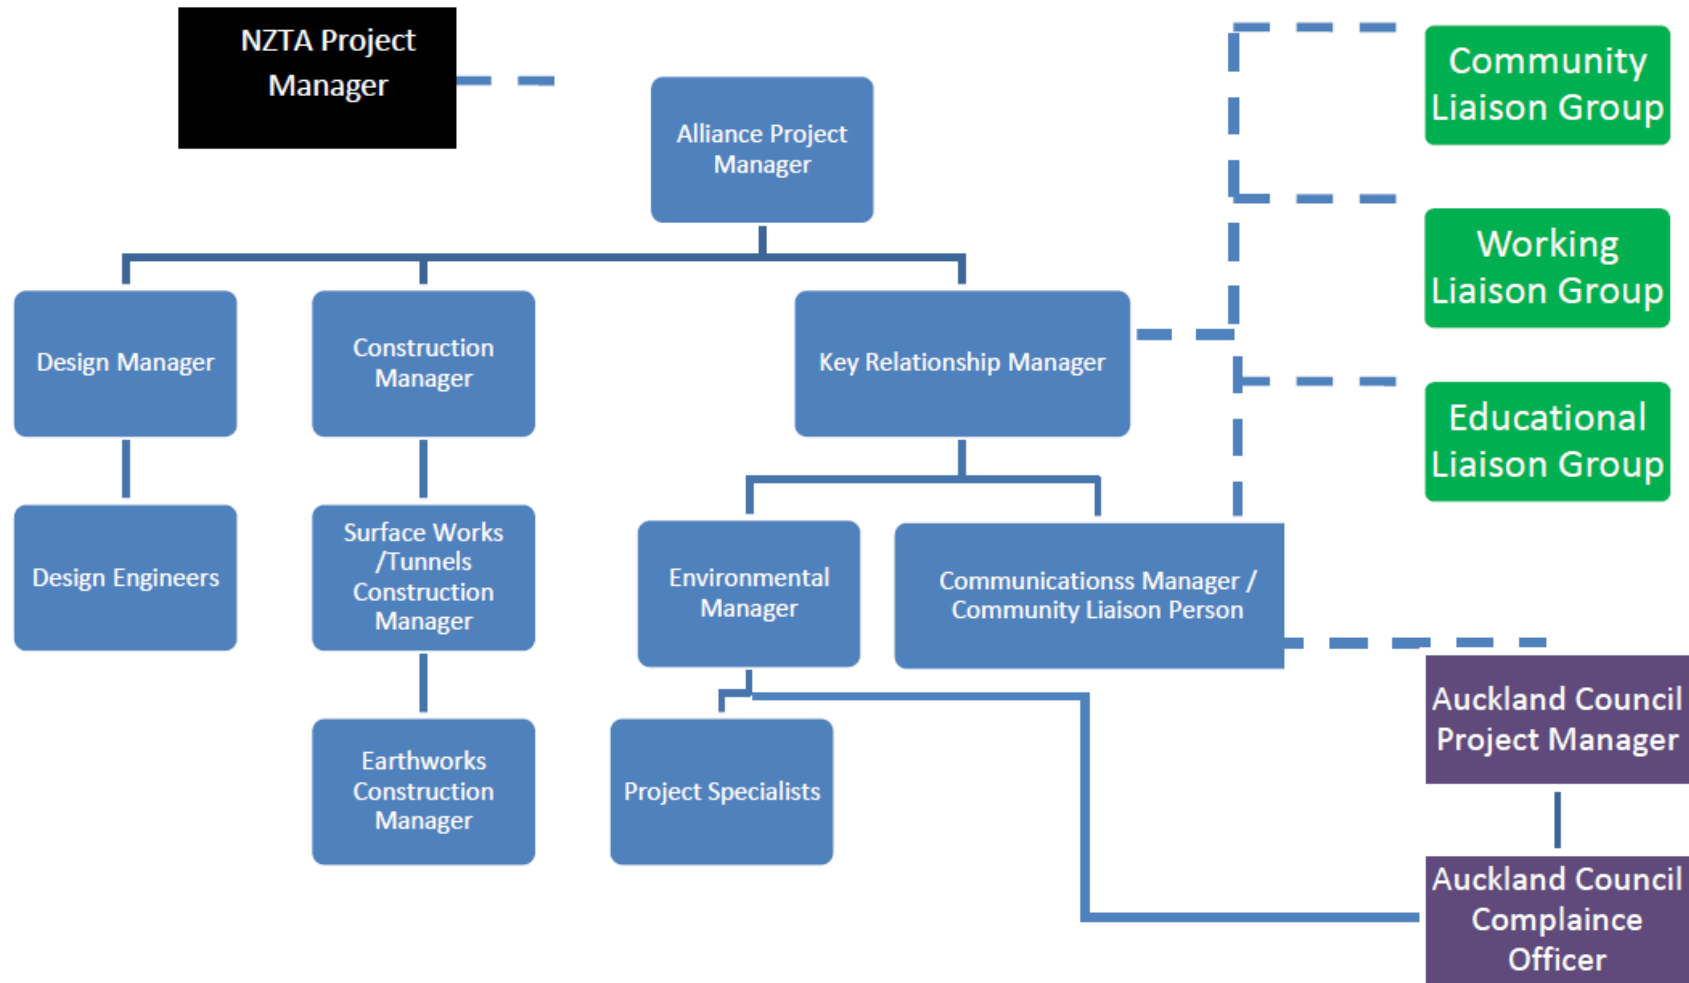 NZTA Project
Manager
Alliance Project
Manager
Community
Liaison Group
Working
Liaison Group
Educational
Liaison Group
Design Manager
Construction
Manager
Key Relationship Manager
Design Engineers
Surface Works
/Tunnels
Construction
Manager
Environmental
Manager
Communicationss Manager /
Community Liaison Person
Earthworks
Construction
Manager
Project Specialists
Auckland Council
Project Manager
Auckland Council
Complaince
Officer